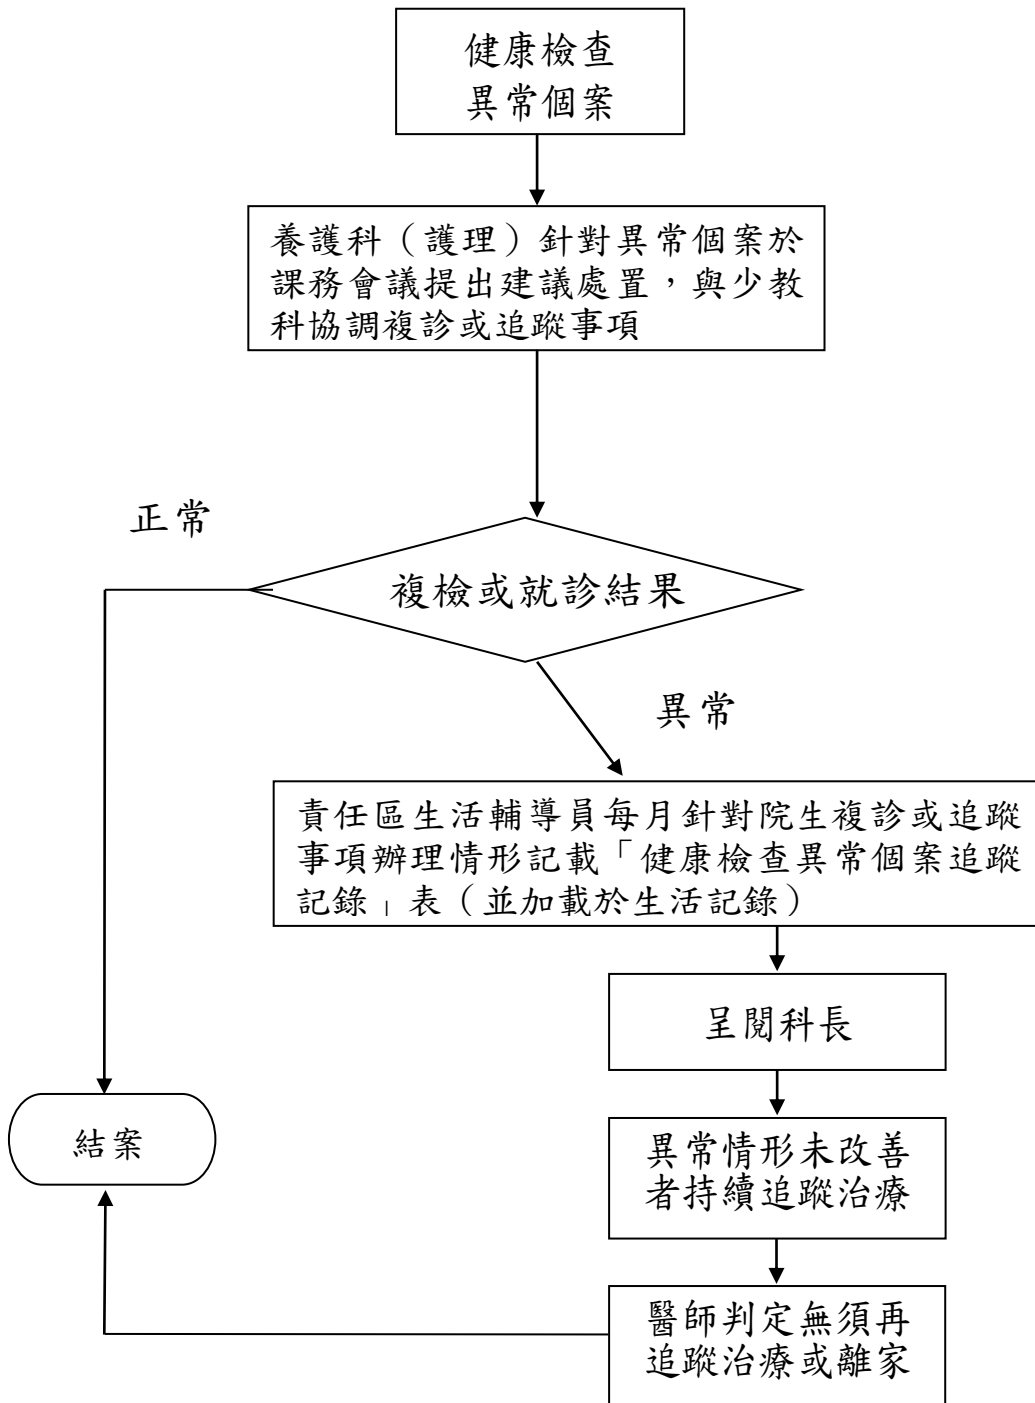 健康檢查
異常個案
養護科（護理）針對異常個案於
課務會議提出建議處置，與少教
科協調複診或追蹤事項
正常
複檢或就診結果
異常
責任區生活輔導員每月針對院生複診或追蹤
事項辦理情形記載「健康檢查異常個案追蹤
記錄」表（並加載於生活記錄）
呈閱科長
結案
異常情形未改善
者持續追蹤治療
醫師判定無須再
追蹤治療或離家